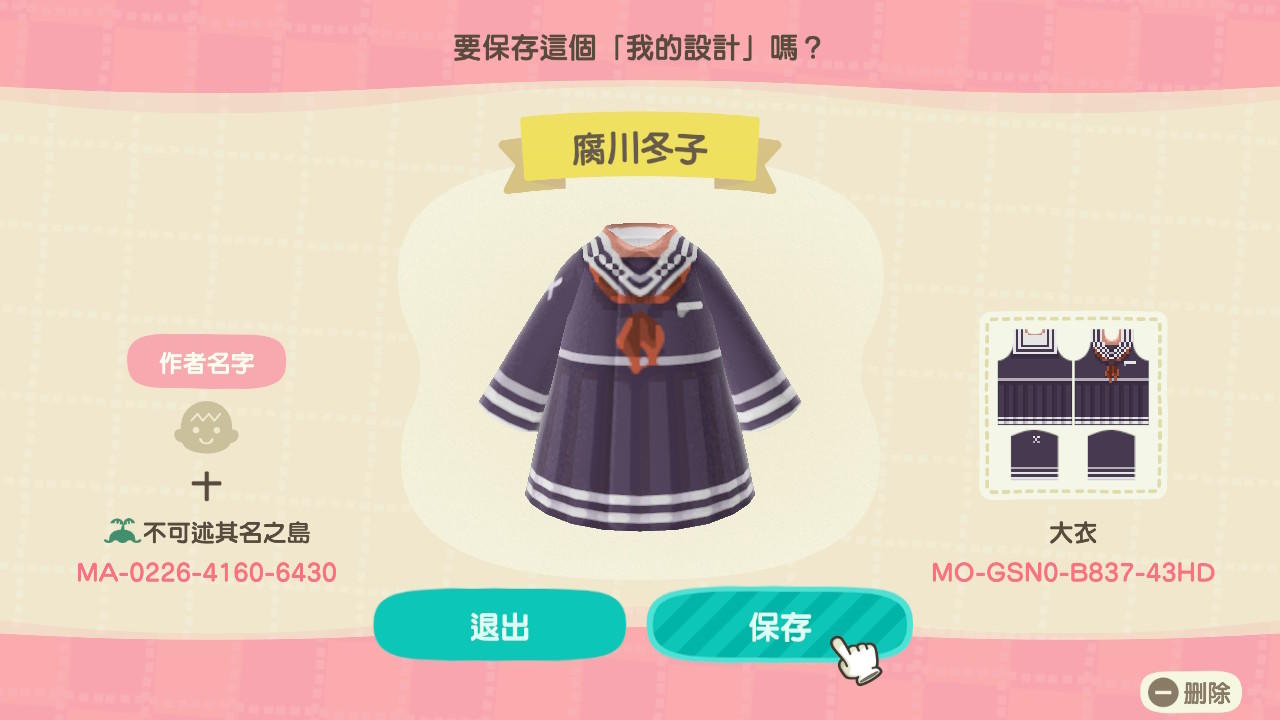 要保存這個「我的設計」嗎？
腐川冬子
作者名字
十
不可述其名之島
MA-0226-4160-6430
大衣
MO-GSN0-B837-43HD
退出
保存
删除